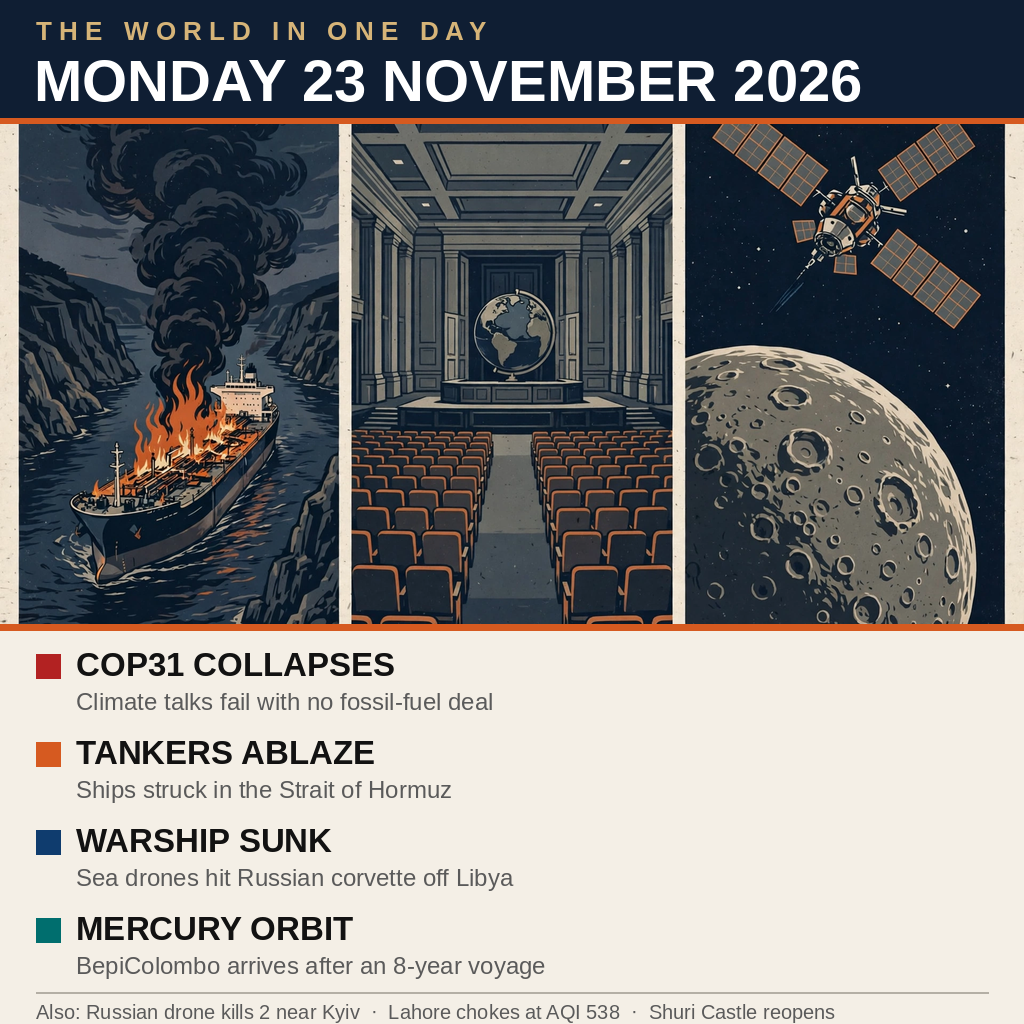 THE WORLD IN ONE DAY
MONDAY 23 NOVEMBER 2026
COP31 COLLAPSES
Climate talks fail with no fossil-fuel deal
TANKERS ABLAZE
Ships struck in the Strait of Hormuz
WARSHIP SUNK
Sea drones hit Russian corvette off Libya
MERCURY ORBIT
BepiColombo arrives after an 8-year voyage
Also: Russian drone kills 2 near Kyiv · Lahore chokes at AQI 538 · Shuri Castle reopens